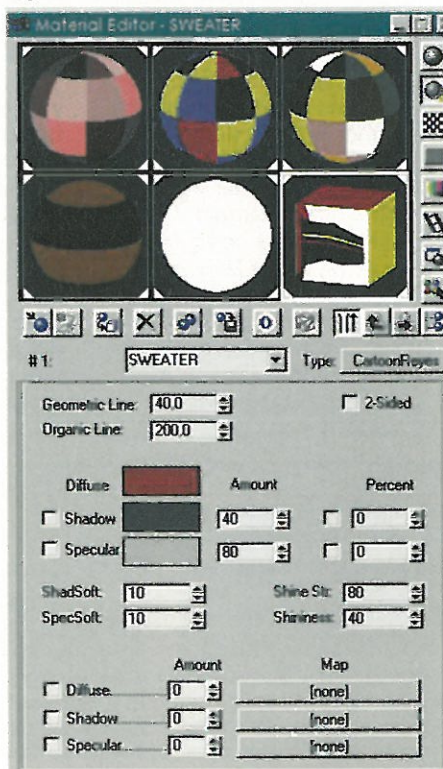 Material Editor - SWEATER
#1: SWEATER Type: CartoonReyes
Geometric Line: 40,0 2-Sided
Organic Line: 200,0
Diffuse Amount Percent
Shadow 40 0
Specular 80 0
ShadSoft: 10 Shine Str: 80
SpecSoft: 10 Shininess: 40
Amount Map
Diffuse 0 [none]
Shadow 0 [none]
Specular 0 [none]